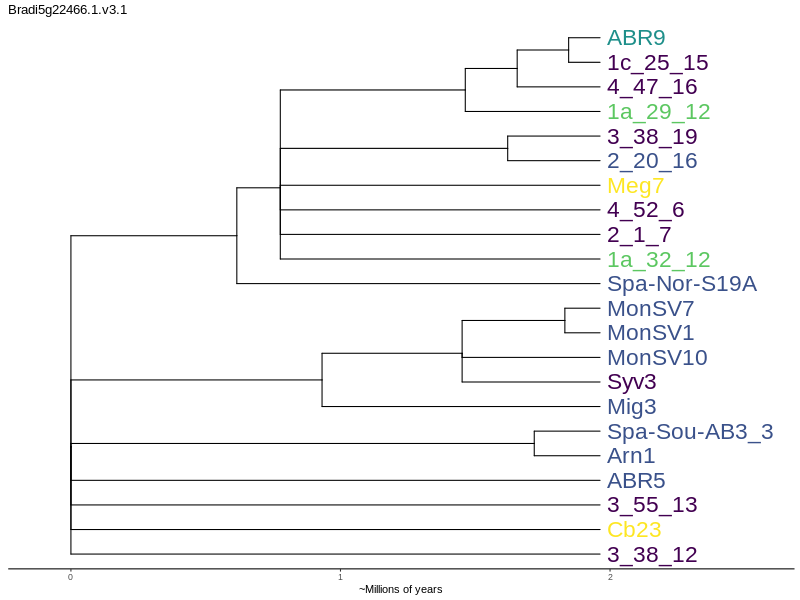 Bradi5g22466.1.v3.1
ABR9
1c_25_15
4_47_16
1a_29_12
3_38_19
2_20_16
Meg7
4_52_6
2_1_7
1a_32_12
Spa-Nor-S19A
MonSV7
MonSV1
MonSV10
Syv3
Mig3
Spa-Sou-AB3_3
Arn1
ABR5
3_55_13
Cb23
3_38_12
0 1 2
~Millions of years